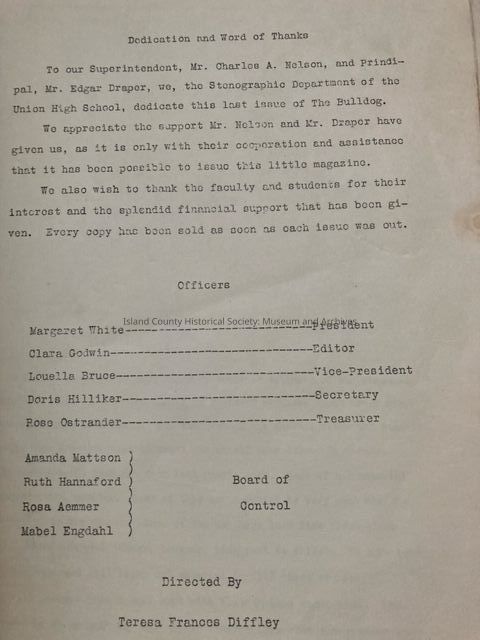 Dedication and Word of Thanks
To our Superintendent, Mr. Charles A. Nelson, and Prindi-
pal, Mr. Edgar Draper, we, the Stenographic Department of the
Union High School, dedicate this last issue of The Bulldog.
We appreciate the support Mr. Nelson and Mr. Draper have
given us, as it is only with their cooperation and assistance
that it has been possible to issue this little magazine.
We also wish to thank the faculty and students for their
interest and the splendid financial support that has been gi-
ven. Every copy has been sold as soon as each issue was out.
Officers
Island County Historical Society: Museum and Archives
Margaret White--------------------------President
Clara Godwin----------------------------Editor
Louella Bruce---------------------------Vice-President
Doris Hilliker--------------------------Secretary
Rose Ostrander--------------------------Treasurer
Amanda Mattson )
Ruth Hannaford ) Board of
Rosa Aemmer ) Control
Mabel Engdahl )
Directed By
Teresa Frances Diffley